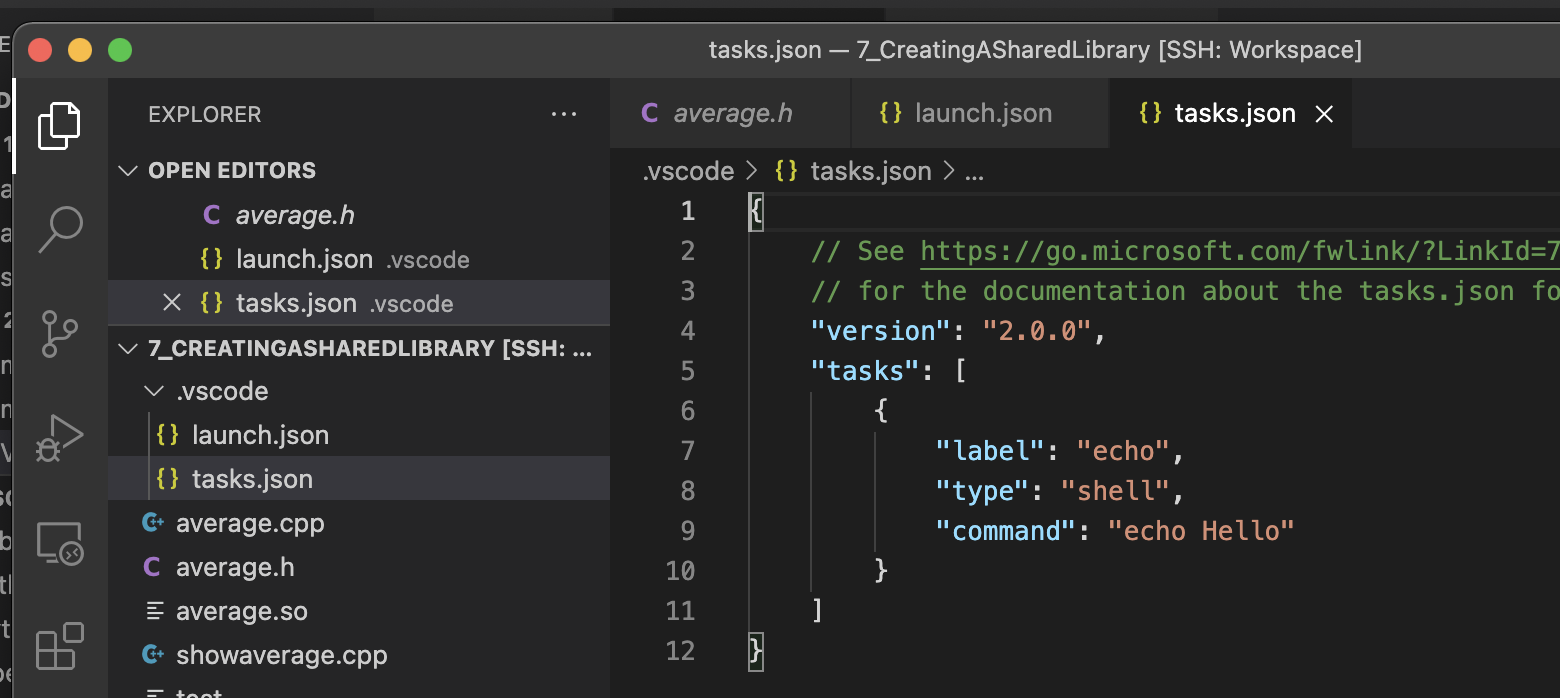 tasks.json — 7_CreatingASharedLibrary [SSH: Workspace]
EXPLORER ...
OPEN EDITORS
C average.h
{} launch.json .vscode
{} tasks.json .vscode
7_CREATINGASHAREDLIBRARY [SSH: ...
.vscode
{} launch.json
{} tasks.json
C++ average.cpp
C average.h
average.so
C++ showaverage.cpp
C average.h {} launch.json {} tasks.json
.vscode > {} tasks.json > ...
1 {
2 // See https://go.microsoft.com/fwlink/?LinkId=7
3 // for the documentation about the tasks.json fo
4 "version": "2.0.0",
5 "tasks": [
6 {
7 "label": "echo",
8 "type": "shell",
9 "command": "echo Hello"
10 }
11 ]
12 }